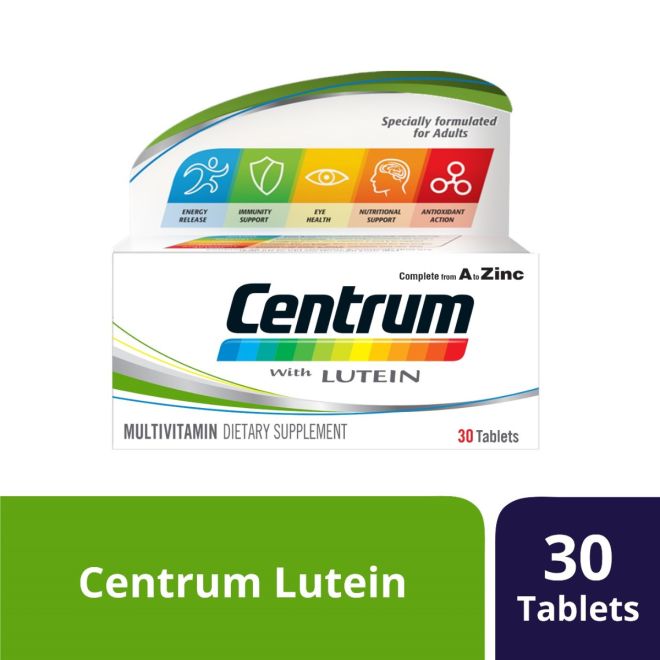 Specially formulated
for Adults
ENERGY
RELEASE
IMMUNITY
SUPPORT
EYE
HEALTH
NUTRITIONAL
SUPPORT
ANTIOXIDANT
ACTION
Complete from A to Zinc
Centrum
with LUTEIN
MULTIVITAMIN DIETARY SUPPLEMENT
30 Tablets
Centrum Lutein
30
Tablets